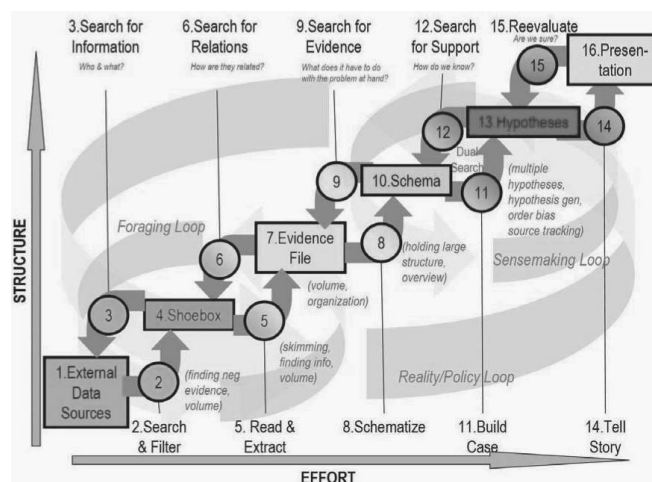 3.Search for
Information
Who & what?
6.Search for
Relations
How are they related?
9.Search for
Evidence
What does it have to do
with the problem at hand?
12.Search
for Support
How do we know?
15.Reevaluate
Are we sure?
16.Presen-
tation
15
12
13.Hypotheses
14
Dual
Search
9
10.Schema
11
(multiple
hypotheses,
hypothesis gen,
order bias
source tracking)
Foraging Loop
7.Evidence
File
6
8
(holding large
structure,
overview)
Sensemaking Loop
(volume,
organization)
3
4.Shoebox
5
(skimming,
finding info,
volume)
1.External
Data
Sources
2
(finding neg
evidence,
volume)
Reality/Policy Loop
2.Search
& Filter
5. Read &
Extract
8.Schematize
11.Build
Case
14.Tell
Story
STRUCTURE
EFFORT